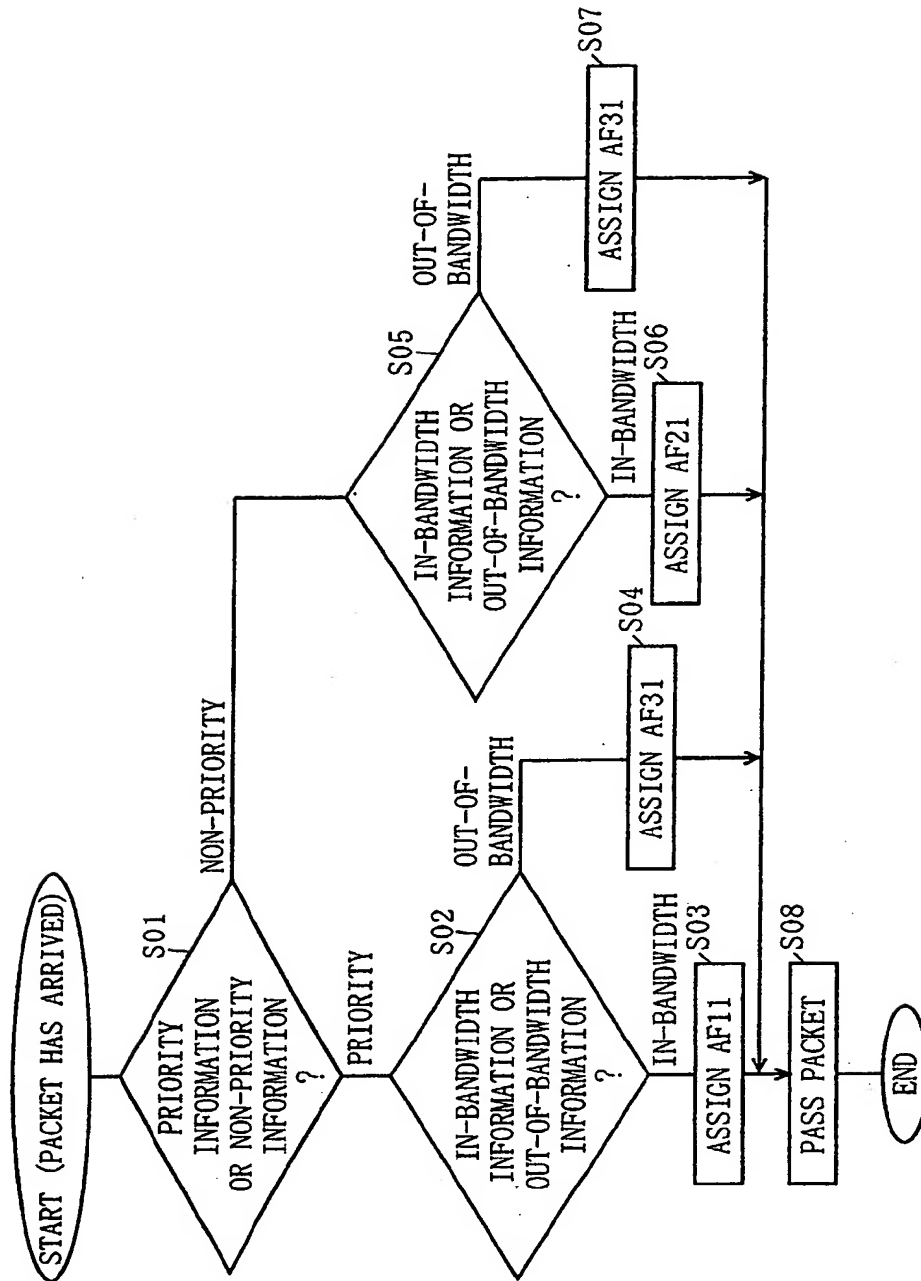 START (PACKET HAS ARRIVED)
S01
PRIORITY
INFORMATION
OR NON-PRIORITY
INFORMATION
?
NON-PRIORITY
PRIORITY
S02
IN-BANDWIDTH
INFORMATION OR
OUT-OF-BANDWIDTH
INFORMATION
?
OUT-OF-
BANDWIDTH
IN-BANDWIDTH
S03
ASSIGN AF11
S04
ASSIGN AF31
S05
IN-BANDWIDTH
INFORMATION OR
OUT-OF-BANDWIDTH
INFORMATION
?
OUT-OF-
BANDWIDTH
IN-BANDWIDTH
S06
ASSIGN AF21
S07
ASSIGN AF31
S08
PASS PACKET
END